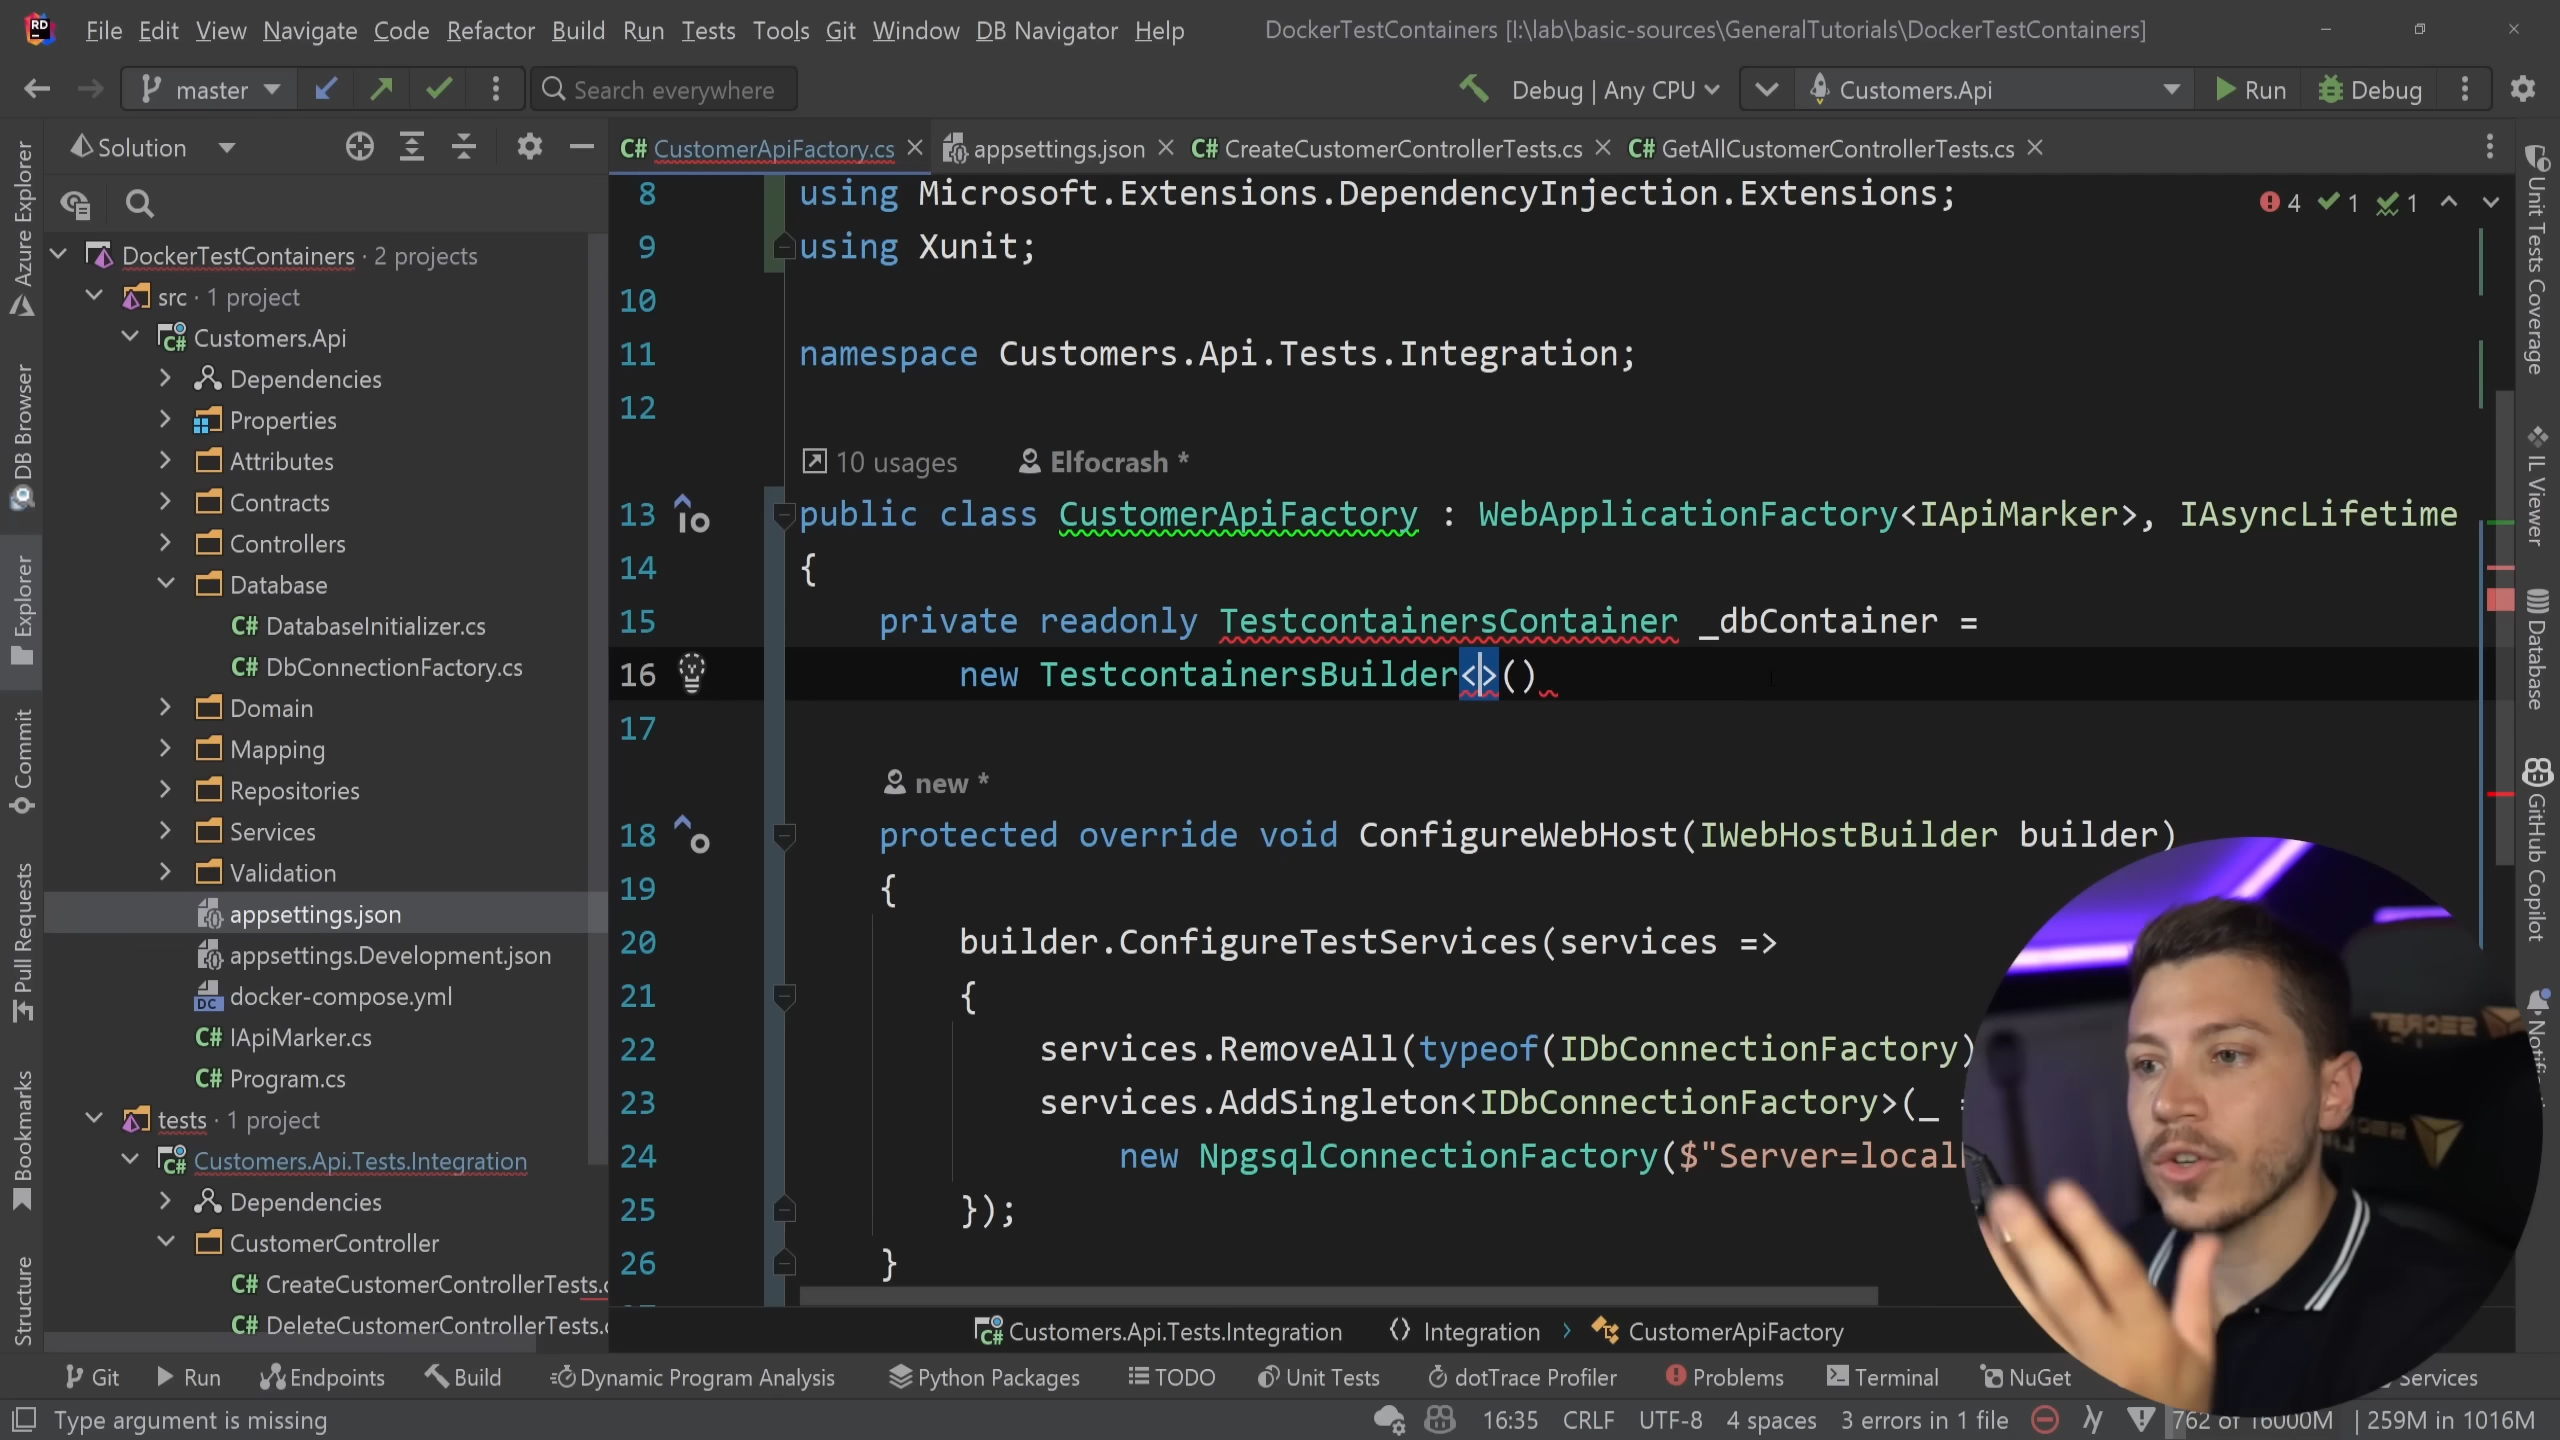 File Edit View Navigate Code Refactor Build Run Tests Tools Git Window DB Navigator Help DockerTestContainers [I:\lab\basic-sources\GeneralTutorials\DockerTestContainers]
master Search everywhere Debug | Any CPU Customers.Api Run Debug
Solution
CustomerApiFactory.cs appsettings.json CreateCustomerControllerTests.cs GetAllCustomerControllerTests.cs
Azure Explorer
DB Browser
Explorer
Commit
Pull Requests
Bookmarks
Structure
DockerTestContainers · 2 projects
src · 1 project
Customers.Api
Dependencies
Properties
Attributes
Contracts
Controllers
Database
C# DatabaseInitializer.cs
C# DbConnectionFactory.cs
Domain
Mapping
Repositories
Services
Validation
appsettings.json
appsettings.Development.json
docker-compose.yml
C# IApiMarker.cs
C# Program.cs
tests · 1 project
Customers.Api.Tests.Integration
Dependencies
CustomerController
C# CreateCustomerControllerTests.
C# DeleteCustomerControllerTests.
4 1 1
8 using Microsoft.Extensions.DependencyInjection.Extensions;
9 using Xunit;
10
11 namespace Customers.Api.Tests.Integration;
12
10 usages Elfocrash *
13 public class CustomerApiFactory : WebApplicationFactory<IApiMarker>, IAsyncLifetime
14 {
15 private readonly TestcontainersContainer _dbContainer =
16 new TestcontainersBuilder<>()
17
new *
18 protected override void ConfigureWebHost(IWebHostBuilder builder)
19 {
20 builder.ConfigureTestServices(services =>
21 {
22 services.RemoveAll(typeof(IDbConnectionFactory)
23 services.AddSingleton<IDbConnectionFactory>(_ =
24 new NpgsqlConnectionFactory($"Server=local
25 });
26 }
Unit Tests Coverage
IL Viewer
Database
GitHub Copilot
Customers.Api.Tests.Integration Integration CustomerApiFactory
Git Run Endpoints Build Dynamic Program Analysis Python Packages TODO Unit Tests dotTrace Profiler Problems Terminal NuGet Services
Type argument is missing 16:35 CRLF UTF-8 4 spaces 3 errors in 1 file 762 of 16000M 259M in 1016M